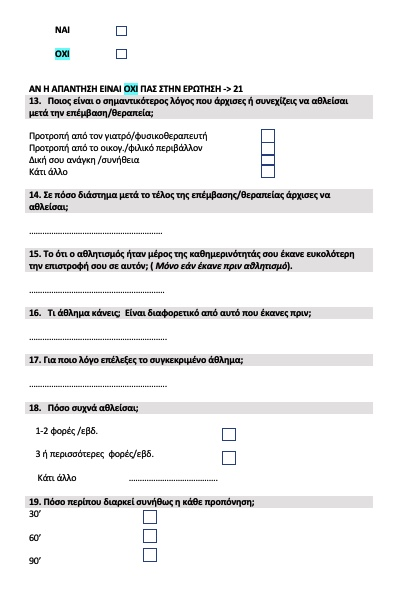 ΝΑΙ
ΟΧΙ
ΑΝ Η ΑΠΑΝΤΗΣΗ ΕΙΝΑΙ ΟΧΙ ΠΑΣ ΣΤΗΝ ΕΡΩΤΗΣΗ -> 21
13. Ποιος είναι ο σημαντικότερος λόγος που άρχισες ή συνεχίζεις να αθλείσαι
μετά την επέμβαση/θεραπεία;
Προτροπή από τον γιατρό/φυσικοθεραπευτή
Προτροπή από το οικογ./φιλικό περιβάλλον
Δική σου ανάγκη /συνήθεια
Κάτι άλλο
14. Σε πόσο διάστημα μετά το τέλος της επέμβασης/θεραπείας άρχισες να
αθλείσαι;
...............................................................
15. Το ότι ο αθλητισμός ήταν μέρος της καθημερινότητάς σου έκανε ευκολότερη
την επιστροφή σου σε αυτόν; ( Μόνο εάν έκανε πριν αθλητισμό).
................................................................
16. Τι άθλημα κάνεις; Είναι διαφορετικό από αυτό που έκανες πριν;
.................................................................
17. Για ποιο λόγο επέλεξες το συγκεκριμένο άθλημα;
.................................................................
18. Πόσο συχνά αθλείσαι;
1-2 φορές /εβδ.
3 ή περισσότερες φορές/εβδ.
Κάτι άλλο ..........................................
19. Πόσο περίπου διαρκεί συνήθως η κάθε προπόνηση;
30’
60’
90’